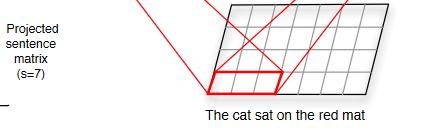 Projected
sentence
matrix
(s=7)
The cat sat on the red mat